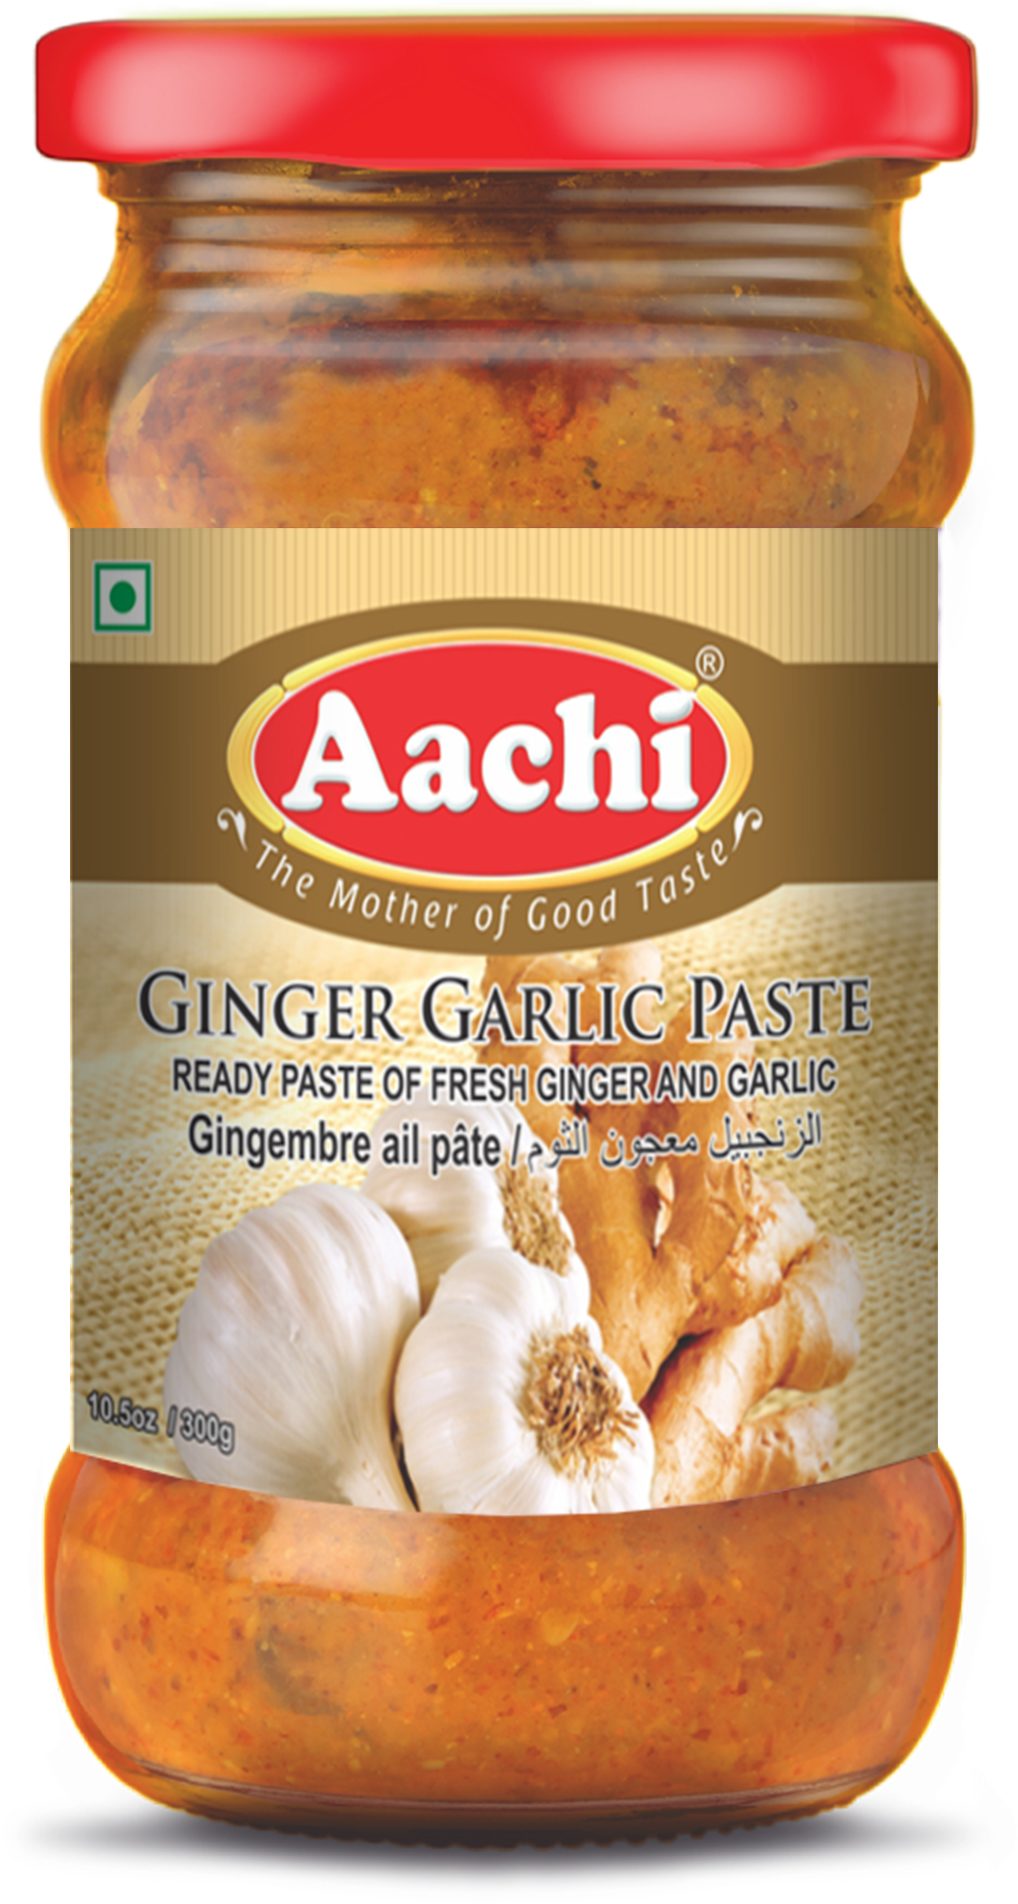 Aachi®
The Mother of Good Taste
GINGER GARLIC PASTE
READY PASTE OF FRESH GINGER AND GARLIC
Gingembre ail pâte / الزنجبيل معجون الثوم
10.5oz / 300g